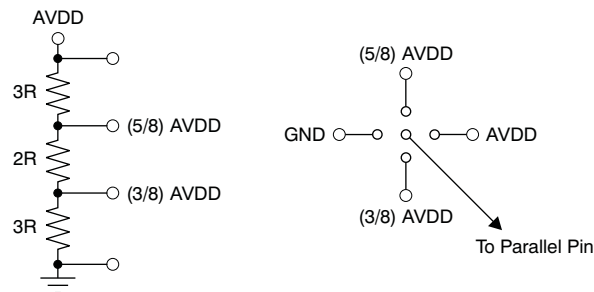 AVDD
3R
(5/8) AVDD
2R
(3/8) AVDD
3R
(5/8) AVDD
GND
AVDD
(3/8) AVDD
To Parallel Pin